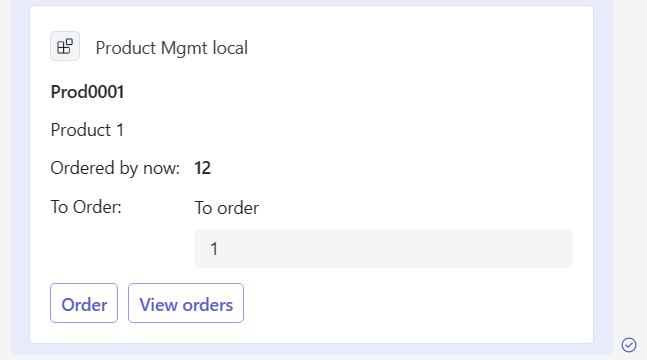 Product Mgmt local
Prod0001
Product 1
Ordered by now: 12
To Order: To order
1
Order View orders